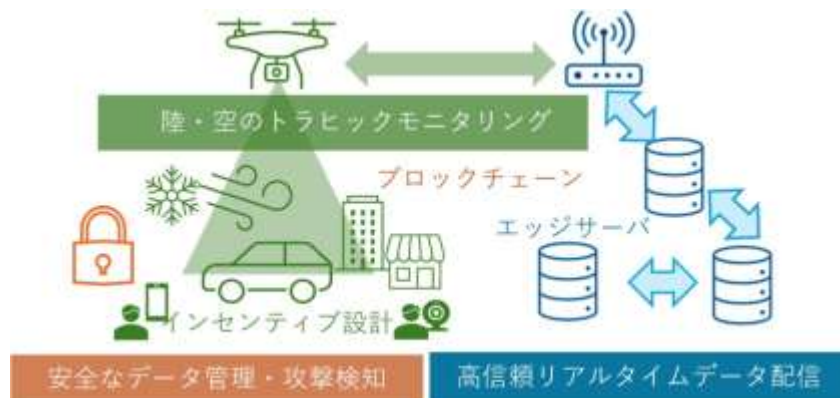 陸・空のトラヒックモニタリング
ブロックチェーン
エッジサーバ
インセンティブ設計
安全なデータ管理・攻撃検知
高信頼リアルタイムデータ配信